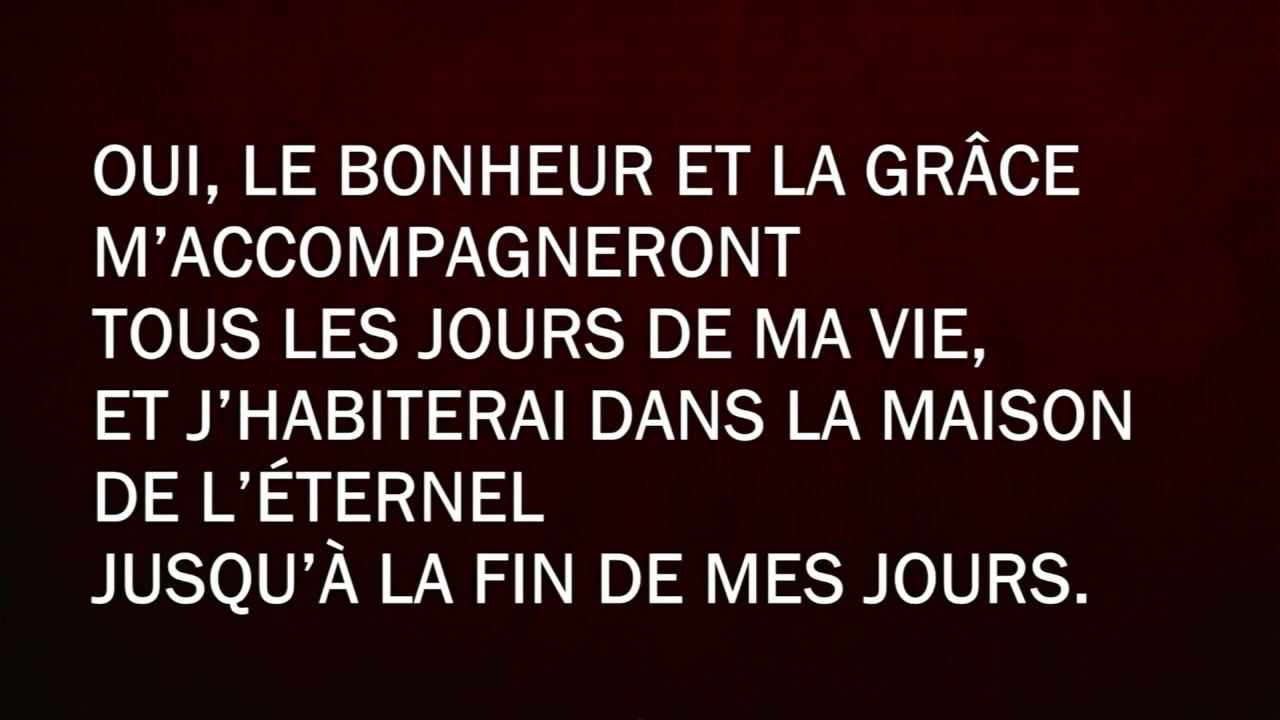 OUI, LE BONHEUR ET LA GRÂCE
M’ACCOMPAGNERONT
TOUS LES JOURS DE MA VIE,
ET J’HABITERAI DANS LA MAISON
DE L’ÉTERNEL
JUSQU’À LA FIN DE MES JOURS.